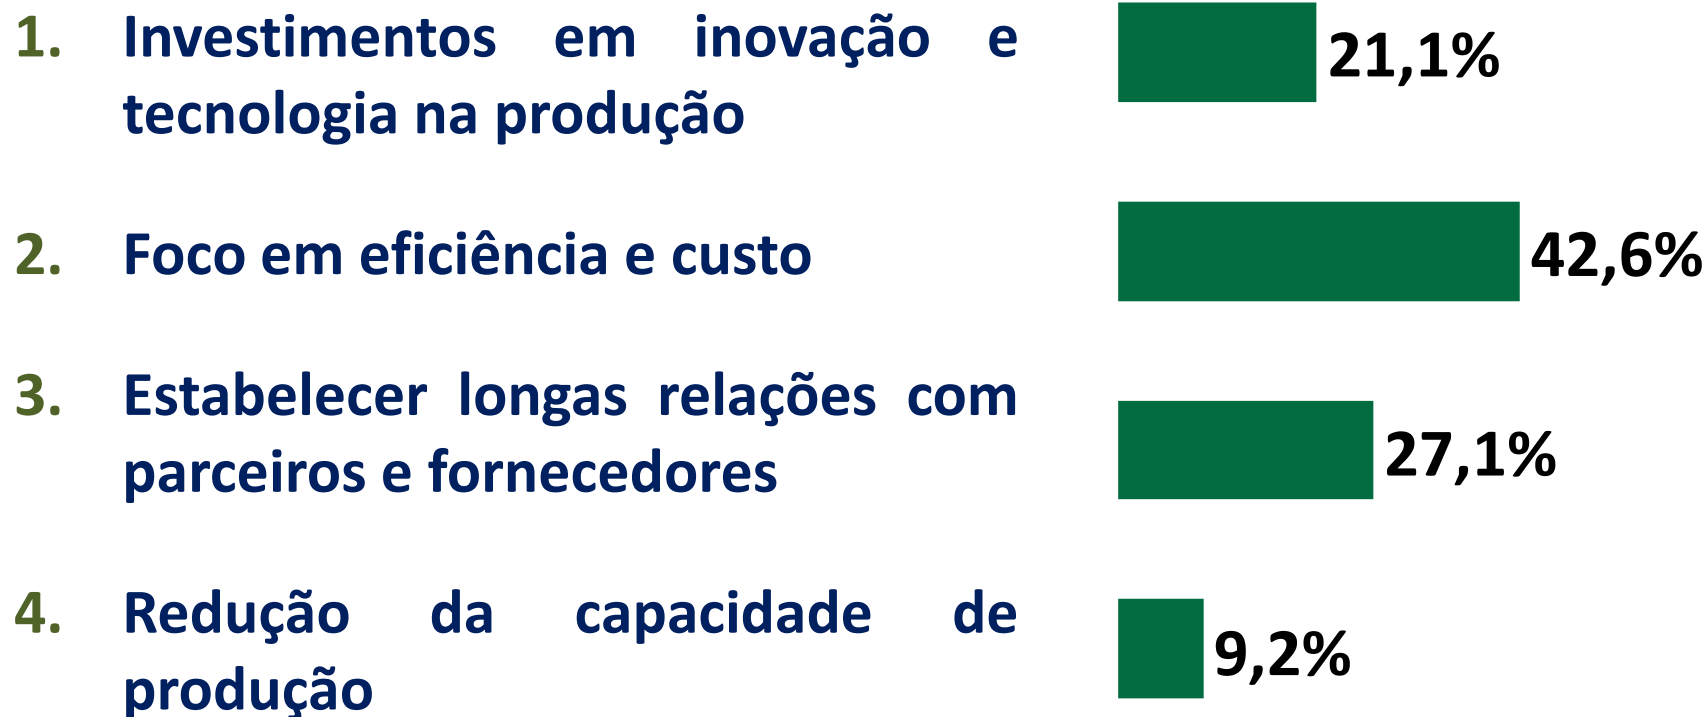 1. Investimentos em inovação e
tecnologia na produção
21,1%
2. Foco em eficiência e custo
42,6%
3. Estabelecer longas relações com
parceiros e fornecedores
27,1%
4. Redução da capacidade de
produção
9,2%